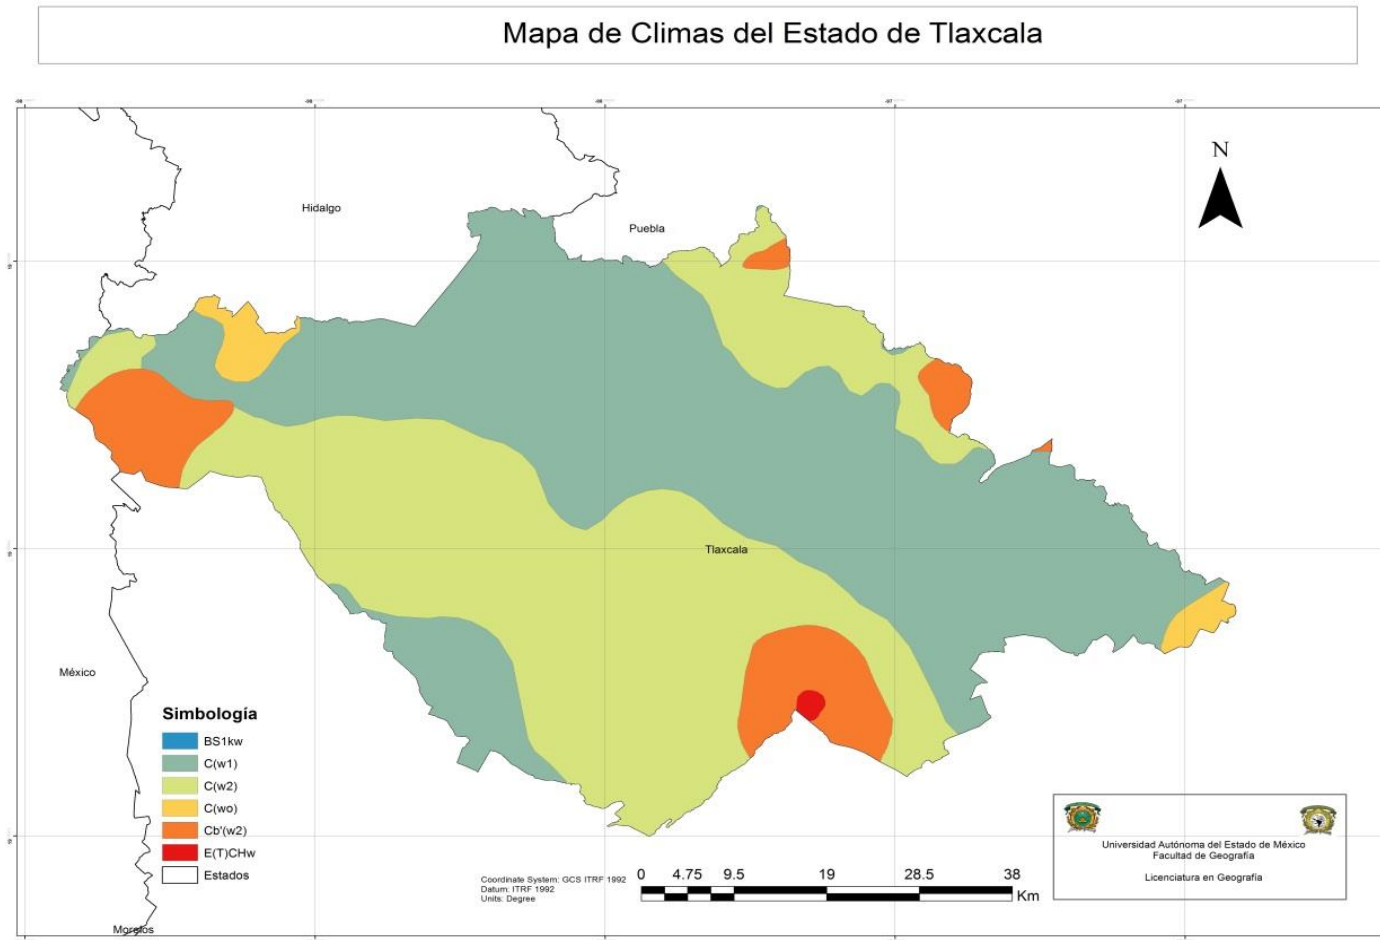 Mapa de Climas del Estado de Tlaxcala
N
Hidalgo
Puebla
Tlaxcala
México
Simbología
BS1kw
C(w1)
C(w2)
C(wo)
Cb'(w2)
E(T)CHw
Estados
Morelos
Coordinate System: GCS ITRF 1992
Datum: ITRF 1992
Units: Degree
0 4.75 9.5 19 28.5 38
Km
Universidad Autónoma del Estado de México
Facultad de Geografía
Licenciatura en Geografía